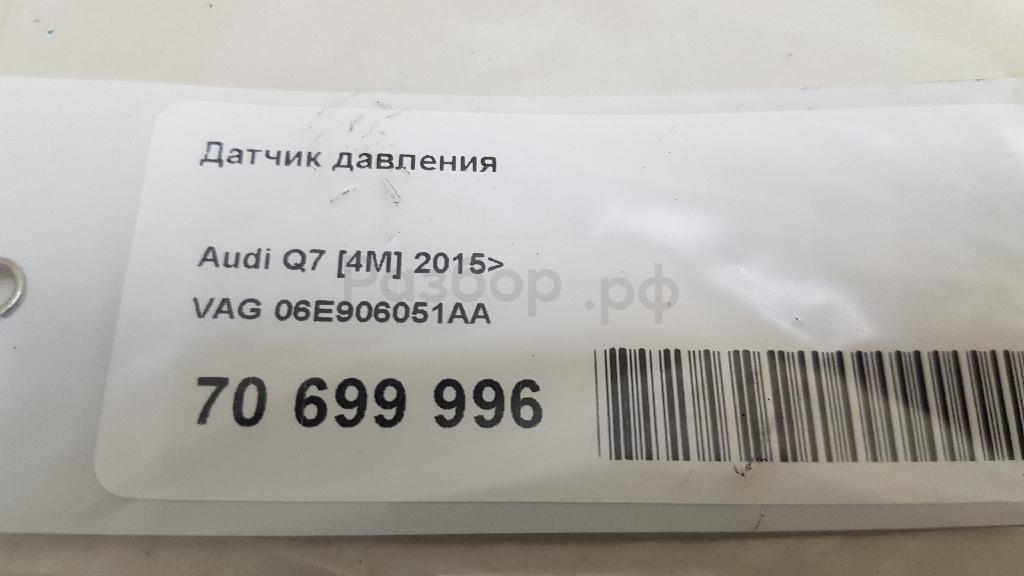 Датчик давления
Audi Q7 [4M] 2015>
Разбор.рф
VAG 06E906051AA
70 699 996